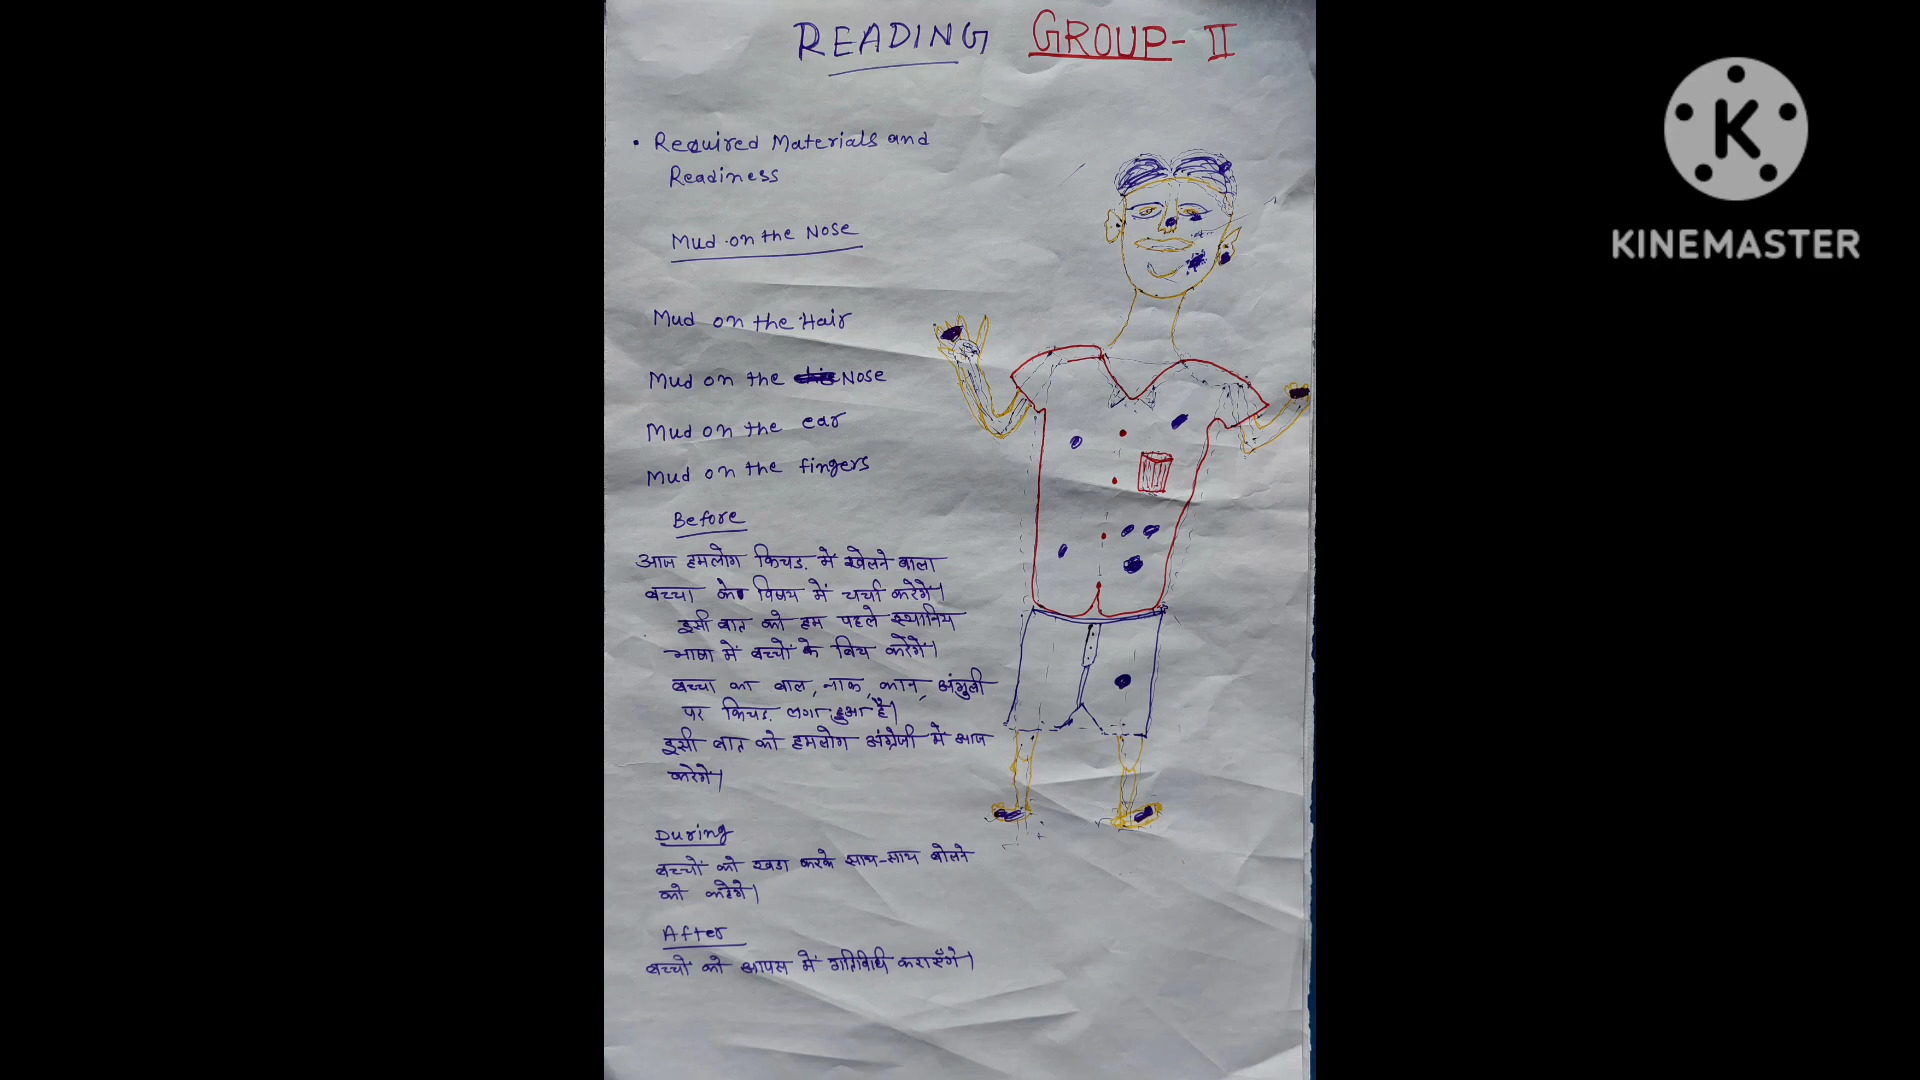 READING GROUP- II
• Required Materials and
Readiness
Mud on the Nose
Mud on the Hair
Mud on the Nose
Mud on the ear
Mud on the fingers
Before
आज हमलोग किचड. में खेलने वाला
बच्चा के विषय में चर्चा करेगें।
इसी बात को हम पहले स्थानिय
भाषा में बच्चों के बिच करेगें।
बच्चा का बाल, नाक, कान, अंगुली
पर किचड. लगा हुआ है।
इसी बात को हमलोग अंग्रेजी में आज
करेगें।
During
बच्चों को खडा करके साथ-साथ बोलने
को कहेगें।
After
बच्चों को आपस में गतिविधि कराएँगे।
K
KINEMASTER